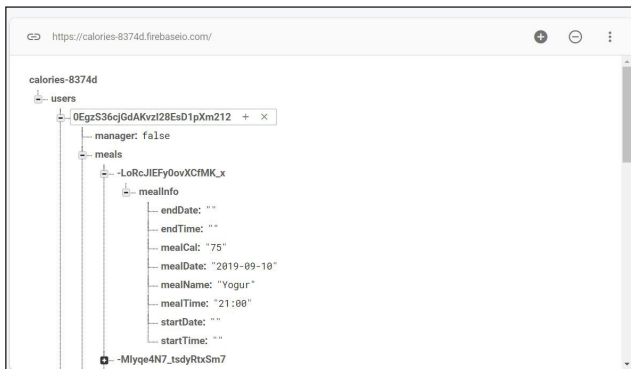 https://calories-8374d.firebaseio.com/
calories-8374d
users
0EgzS36cjGdAKvzI28EsD1pXm212 + ×
manager: false
meals
-LoRcJIEFy0ovXCfMK_x
mealInfo
endDate: ""
endTime: ""
mealCal: "75"
mealDate: "2019-09-10"
mealName: "Yogur"
mealTime: "21:00"
startDate: ""
startTime: ""
-Mlyqe4N7_tsdyRtxSm7